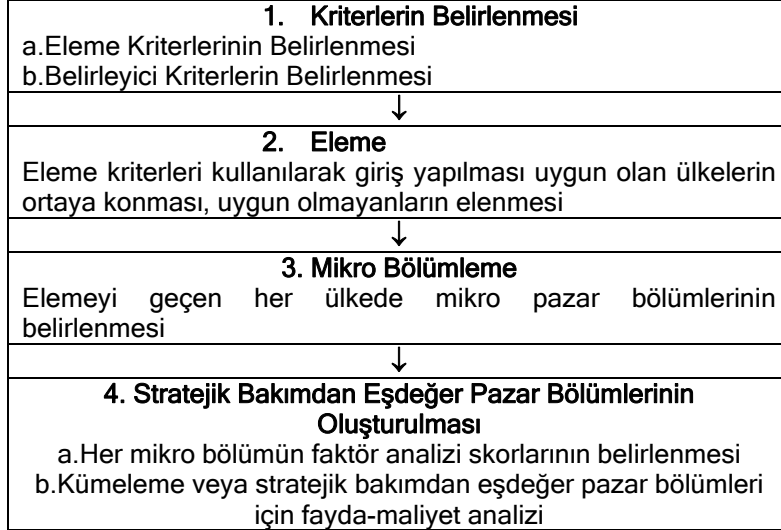 1. Kriterlerin Belirlenmesi
a.Eleme Kriterlerinin Belirlenmesi
b.Belirleyici Kriterlerin Belirlenmesi
↓
2. Eleme
Eleme kriterleri kullanılarak giriş yapılması uygun olan ülkelerin
ortaya konması, uygun olmayanların elenmesi
↓
3. Mikro Bölümleme
Elemeyi geçen her ülkede mikro pazar bölümlerinin
belirlenmesi
↓
4. Stratejik Bakımdan Eşdeğer Pazar Bölümlerinin
Oluşturulması
a.Her mikro bölümün faktör analizi skorlarının belirlenmesi
b.Kümeleme veya stratejik bakımdan eşdeğer pazar bölümleri
için fayda-maliyet analizi